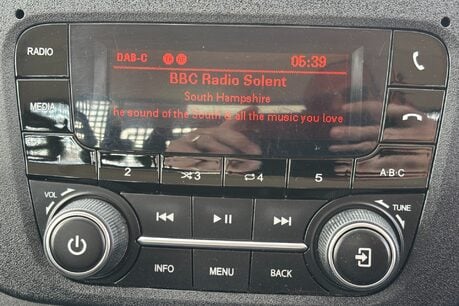 RADIO
DAB-C 05:39
BBC Radio Solent
South Hampshire
he sound of the South & all the music you love
MEDIA
1 2 3 4 5 A·B·C
VOL TUNE
INFO MENU BACK